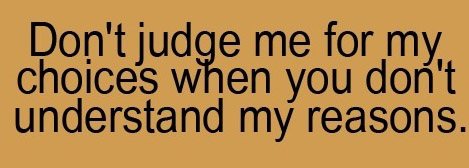 Don't judge me for my
choices when you don't
understand my reasons.